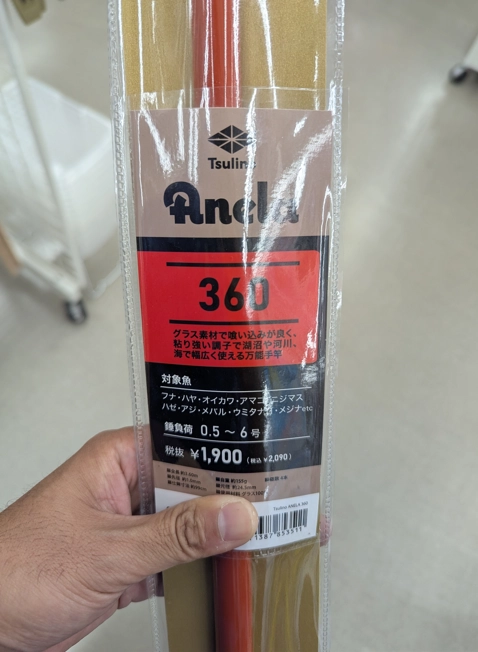 Tsulino
Anela
360
グラス素材で喰い込みが良く、
粘り強い調子で湖沼や河川、
海で幅広く使える万能手竿
対象魚
フナ・ハヤ・オイカワ・アマゴ・ニジマス
ハゼ・アジ・メバル・ウミタナゴ・メジナetc
錘負荷 0.5 ～ 6 号
税抜 ¥1,900 (税込 ¥2,090)
Tsulino ANELA 360